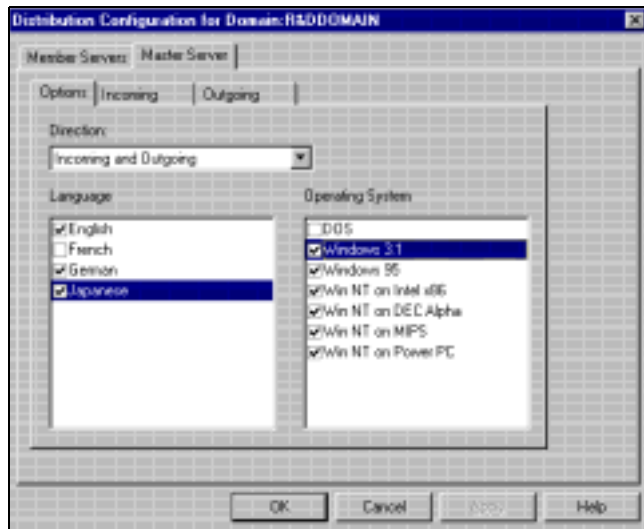 Distribution Configuration for Domain:R&DDOMAIN
Member Servers Master Server
Options Incoming Outgoing
Direction:
Incoming and Outgoing
Language Operating System
English
French
German
Japanese
DOS
Windows 3.1
Windows 95
Win NT on Intel x86
Win NT on DEC Alpha
Win NT on MIPS
Win NT on Power PC
OK Cancel Apply Help